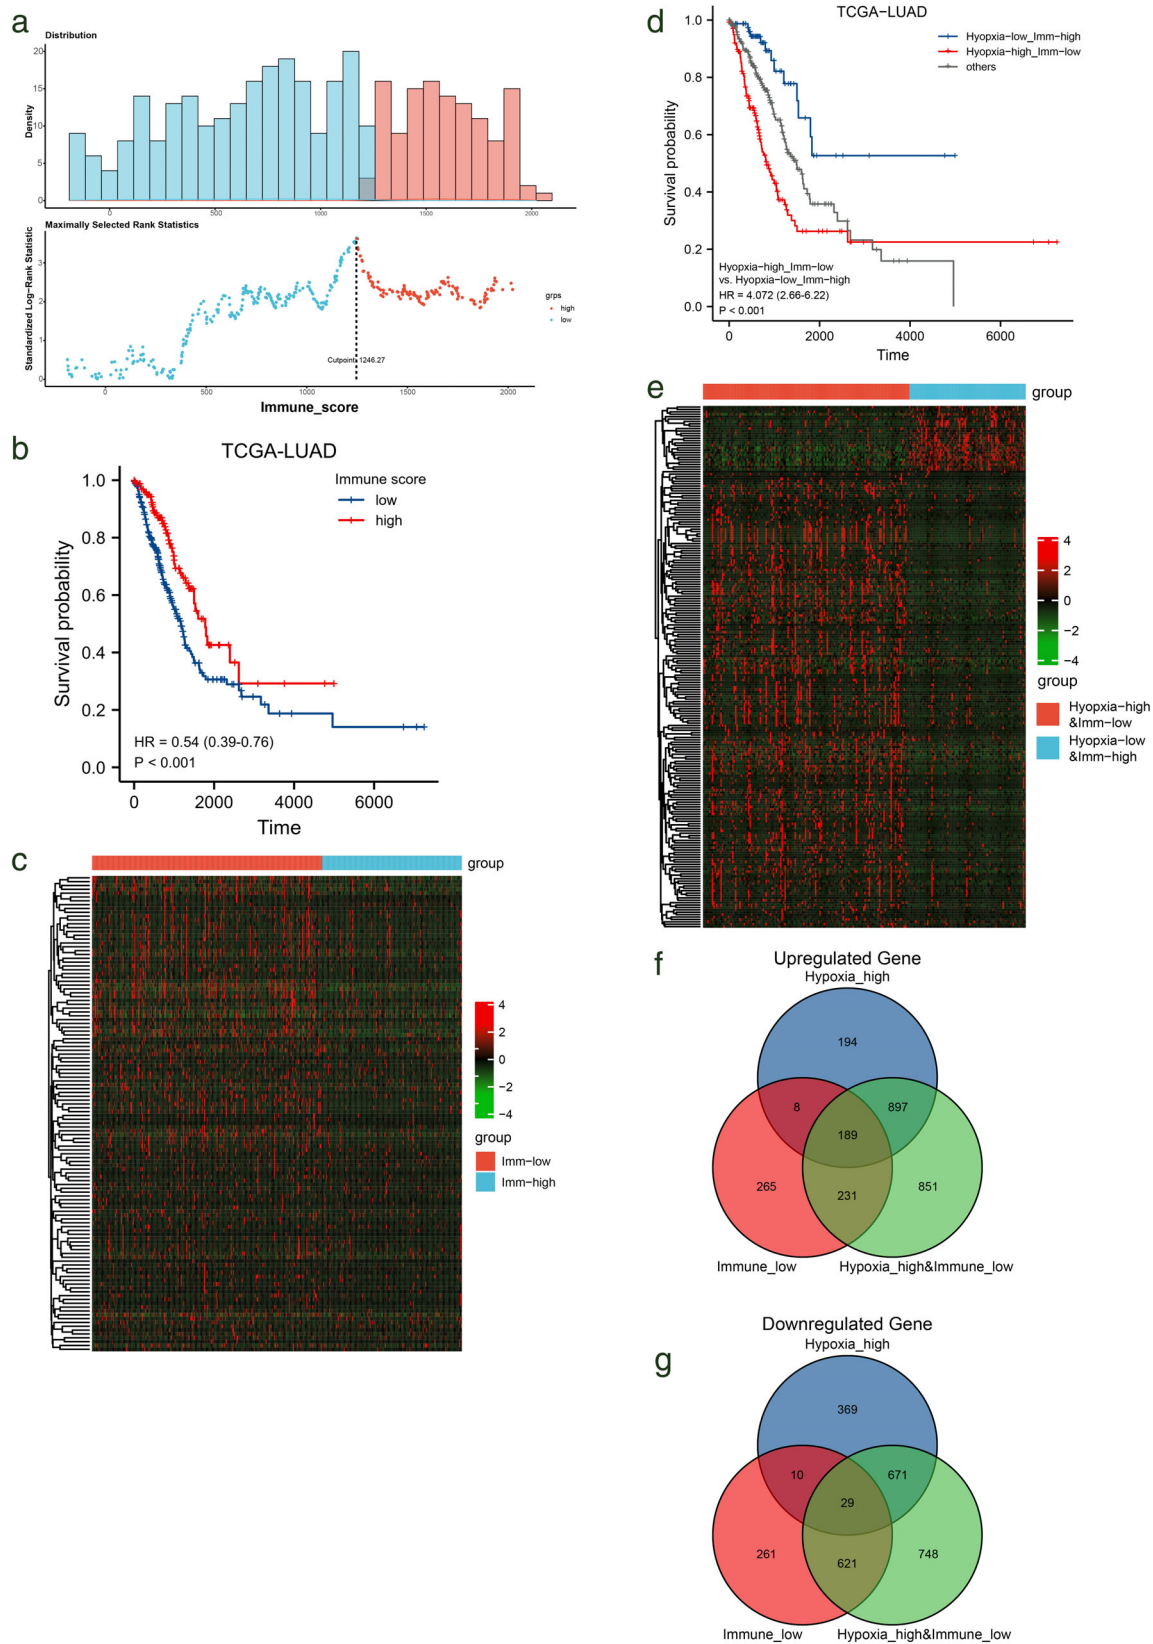 a
Distribution
20
15
10
5
0
Density
0
500
1000
1500
2000
Maximally Selected Rank Statistics
Standardized Log-Rank Statistic
3
2
1
0
Cutpoint: 1246.27
grps
high
low
0
500
1000
1500
2000
Immune_score
b
TCGA-LUAD
Immune score
low
high
1.0
0.8
0.6
0.4
0.2
0.0
Survival probability
HR = 0.54 (0.39-0.76)
P < 0.001
0
2000
4000
6000
Time
c
group
4
2
0
−2
−4
group
Imm−low
Imm−high
d
TCGA−LUAD
Hyopxia−low_Imm−high
Hyopxia−high_Imm−low
others
1.0
0.8
0.6
0.4
0.2
0.0
Survival probability
Hyopxia−high_Imm−low
vs. Hyopxia−low_Imm−high
HR = 4.072 (2.66-6.22)
P < 0.001
0
2000
4000
6000
Time
e
group
4
2
0
−2
−4
group
Hyopxia−high
&Imm−low
Hyopxia−low
&Imm−high
f
Upregulated Gene
Hypoxia_high
194
8
897
189
265
231
851
Immune_low
Hypoxia_high&Immune_low
g
Downregulated Gene
Hypoxia_high
369
10
671
29
261
621
748
Immune_low
Hypoxia_high&Immune_low